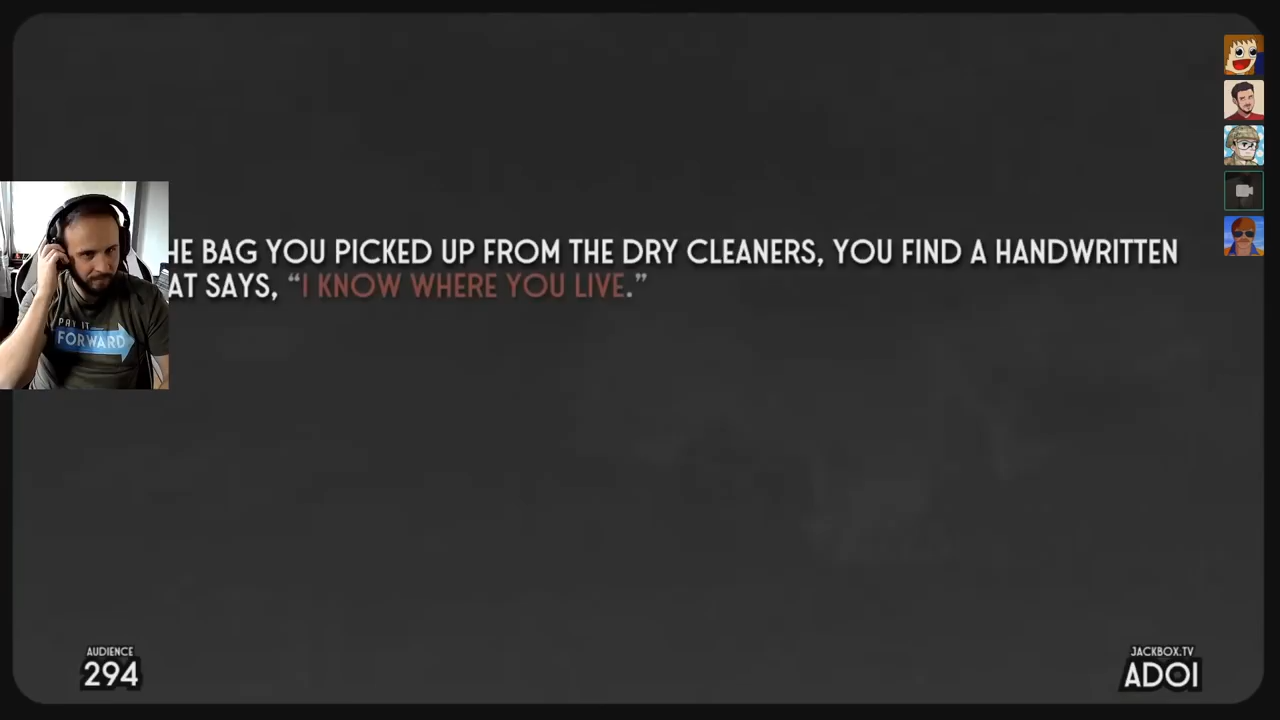 HE BAG YOU PICKED UP FROM THE DRY CLEANERS, YOU FIND A HANDWRITTEN
AT SAYS, “I KNOW WHERE YOU LIVE.”
PAY IT
FORWARD
AUDIENCE
294
JACKBOX.TV
ADOI